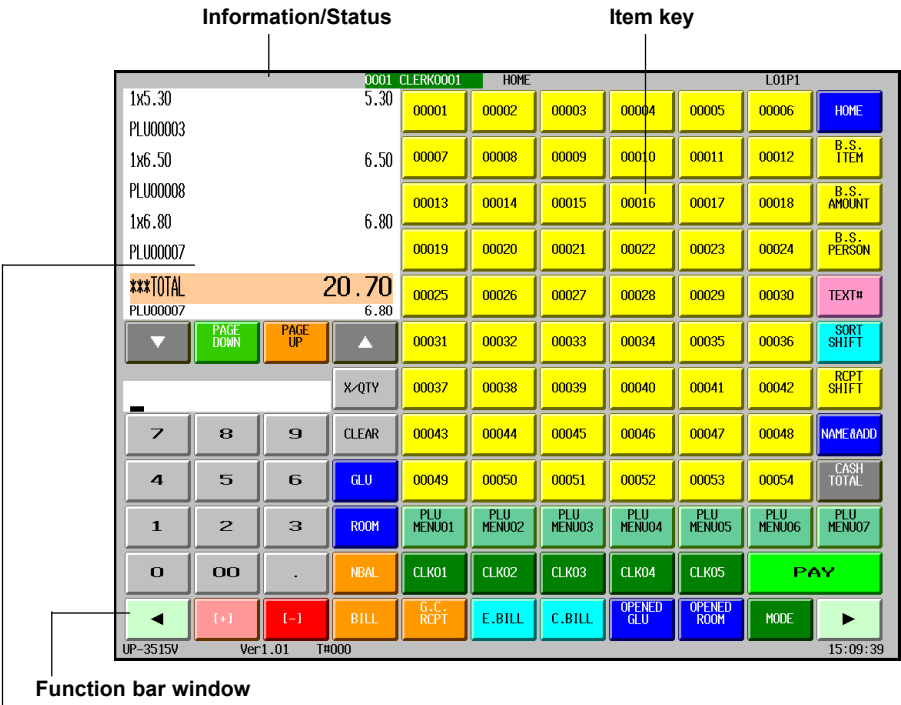 Information/Status
Item key
0001 CLERK0001 HOME L01P1
1x5.30 5.30
PLU00003
1x6.50 6.50
PLU00008
1x6.80 6.80
PLU00007
***TOTAL 20.70
PLU00007 6.80
00001 00002 00003 00004 00005 00006 HOME
00007 00008 00009 00010 00011 00012 B.S. ITEM
00013 00014 00015 00016 00017 00018 B.S. AMOUNT
00019 00020 00021 00022 00023 00024 B.S. PERSON
00025 00026 00027 00028 00029 00030 TEXT#
▼ PAGE DOWN PAGE UP ▲ 00031 00032 00033 00034 00035 00036 SORT SHIFT
X/QTY 00037 00038 00039 00040 00041 00042 RCPT SHIFT
7 8 9 CLEAR 00043 00044 00045 00046 00047 00048 NAME&ADD
4 5 6 GLU 00049 00050 00051 00052 00053 00054 CASH TOTAL
1 2 3 ROOM PLU MENU01 PLU MENU02 PLU MENU03 PLU MENU04 PLU MENU05 PLU MENU06 PLU MENU07
0 00 . NBAL CLK01 CLK02 CLK03 CLK04 CLK05 PAY
◀ [+] [-] BILL G.C. RCPT E.BILL C.BILL OPENED GLU OPENED ROOM MODE ▶
UP-3515V Ver1.01 T#000 15:09:39
Function bar window